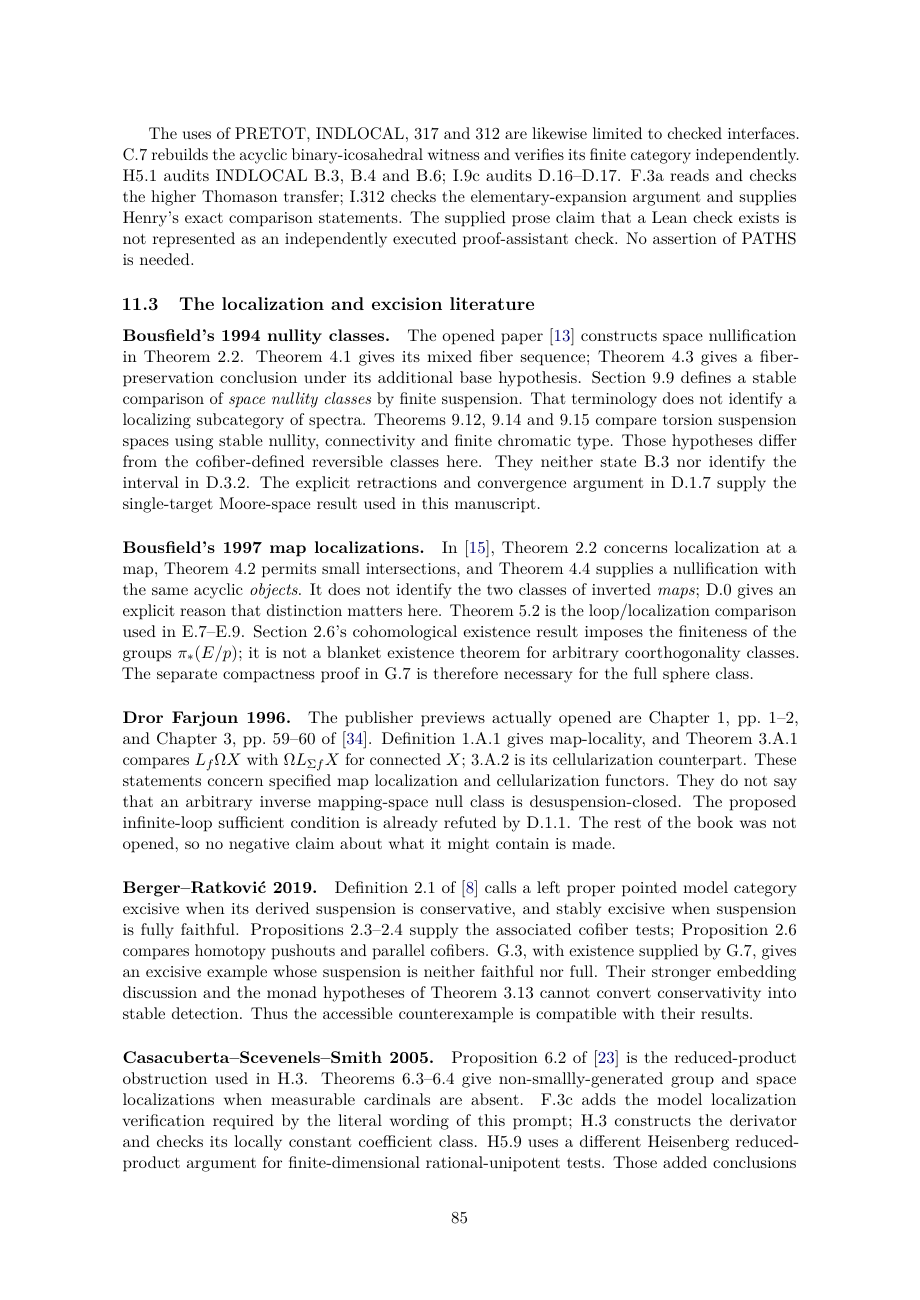 The uses of PRETOT, INDLOCAL, 317 and 312 are likewise limited to checked interfaces.
C.7 rebuilds the acyclic binary-icosahedral witness and verifies its finite category independently.
H5.1 audits INDLOCAL B.3, B.4 and B.6; I.9c audits D.16–D.17. F.3a reads and checks
the higher Thomason transfer; I.312 checks the elementary-expansion argument and supplies
Henry's exact comparison statements. The supplied prose claim that a Lean check exists is
not represented as an independently executed proof-assistant check. No assertion of PATHS
is needed.
11.3 The localization and excision literature
Bousfield's 1994 nullity classes. The opened paper [13] constructs space nullification
in Theorem 2.2. Theorem 4.1 gives its mixed fiber sequence; Theorem 4.3 gives a fiber-
preservation conclusion under its additional base hypothesis. Section 9.9 defines a stable
comparison of space nullity classes by finite suspension. That terminology does not identify a
localizing subcategory of spectra. Theorems 9.12, 9.14 and 9.15 compare torsion suspension
spaces using stable nullity, connectivity and finite chromatic type. Those hypotheses differ
from the cofiber-defined reversible classes here. They neither state B.3 nor identify the
interval in D.3.2. The explicit retractions and convergence argument in D.1.7 supply the
single-target Moore-space result used in this manuscript.
Bousfield's 1997 map localizations. In [15], Theorem 2.2 concerns localization at a
map, Theorem 4.2 permits small intersections, and Theorem 4.4 supplies a nullification with
the same acyclic objects. It does not identify the two classes of inverted maps; D.0 gives an
explicit reason that distinction matters here. Theorem 5.2 is the loop/localization comparison
used in E.7–E.9. Section 2.6's cohomological existence result imposes the finiteness of the
groups π∗(E/p); it is not a blanket existence theorem for arbitrary coorthogonality classes.
The separate compactness proof in G.7 is therefore necessary for the full sphere class.
Dror Farjoun 1996. The publisher previews actually opened are Chapter 1, pp. 1–2,
and Chapter 3, pp. 59–60 of [34]. Definition 1.A.1 gives map-locality, and Theorem 3.A.1
compares L_fΩX with ΩL_{Σf}X for connected X; 3.A.2 is its cellularization counterpart. These
statements concern specified map localization and cellularization functors. They do not say
that an arbitrary inverse mapping-space null class is desuspension-closed. The proposed
infinite-loop sufficient condition is already refuted by D.1.1. The rest of the book was not
opened, so no negative claim about what it might contain is made.
Berger–Ratković 2019. Definition 2.1 of [8] calls a left proper pointed model category
excisive when its derived suspension is conservative, and stably excisive when suspension
is fully faithful. Propositions 2.3–2.4 supply the associated cofiber tests; Proposition 2.6
compares homotopy pushouts and parallel cofibers. G.3, with existence supplied by G.7, gives
an excisive example whose suspension is neither faithful nor full. Their stronger embedding
discussion and the monad hypotheses of Theorem 3.13 cannot convert conservativity into
stable detection. Thus the accessible counterexample is compatible with their results.
Casacuberta–Scevenels–Smith 2005. Proposition 6.2 of [23] is the reduced-product
obstruction used in H.3. Theorems 6.3–6.4 give non-smallly-generated group and space
localizations when measurable cardinals are absent. F.3c adds the model localization
verification required by the literal wording of this prompt; H.3 constructs the derivator
and checks its locally constant coefficient class. H5.9 uses a different Heisenberg reduced-
product argument for finite-dimensional rational-unipotent tests. Those added conclusions
85